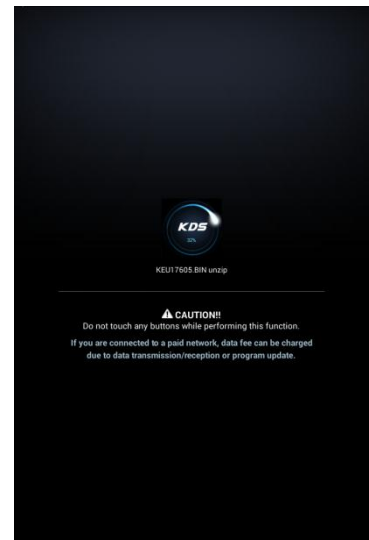 KDS
KEU17605.BIN unzip
CAUTION!!
Do not touch any buttons while performing this function.
If you are connected to a paid network, data fee can be charged
due to data transmission/reception or program update.